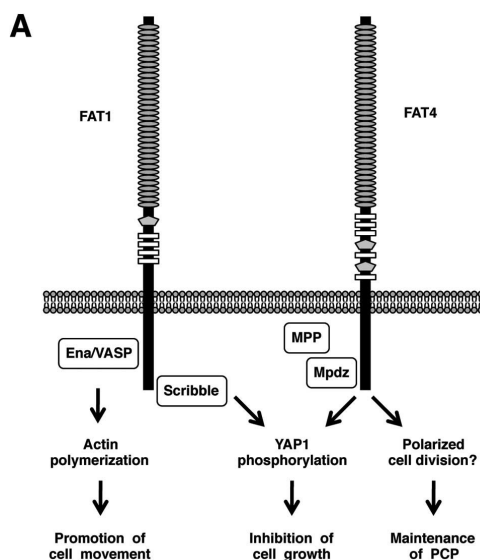 A
FAT1
FAT4
Ena/VASP
MPP
Mpdz
Scribble
Actin
polymerization
YAP1
phosphorylation
Polarized
cell division?
Promotion of
cell movement
Inhibition of
cell growth
Maintenance
of PCP